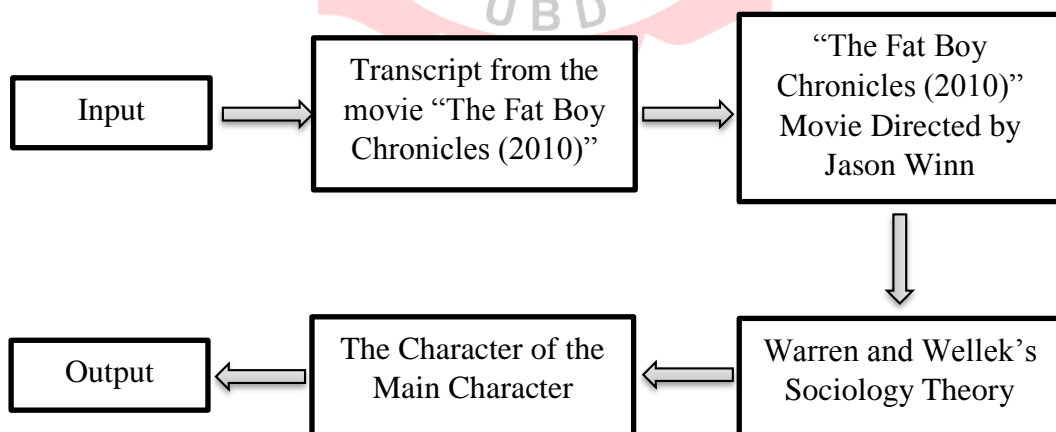 UBD
Input
Transcript from the
movie “The Fat Boy
Chronicles (2010)”
“The Fat Boy
Chronicles (2010)”
Movie Directed by
Jason Winn
Warren and Wellek’s
Sociology Theory
The Character of the
Main Character
Output